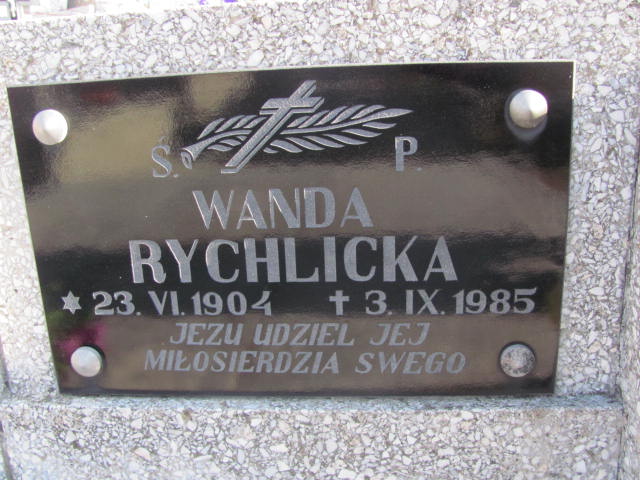 Ś. P.
WANDA
RYCHLICKA
* 23. VI. 1904 † 3. IX. 1985
JEZU UDZIEL JEJ
MIŁOSIERDZIA SWEGO